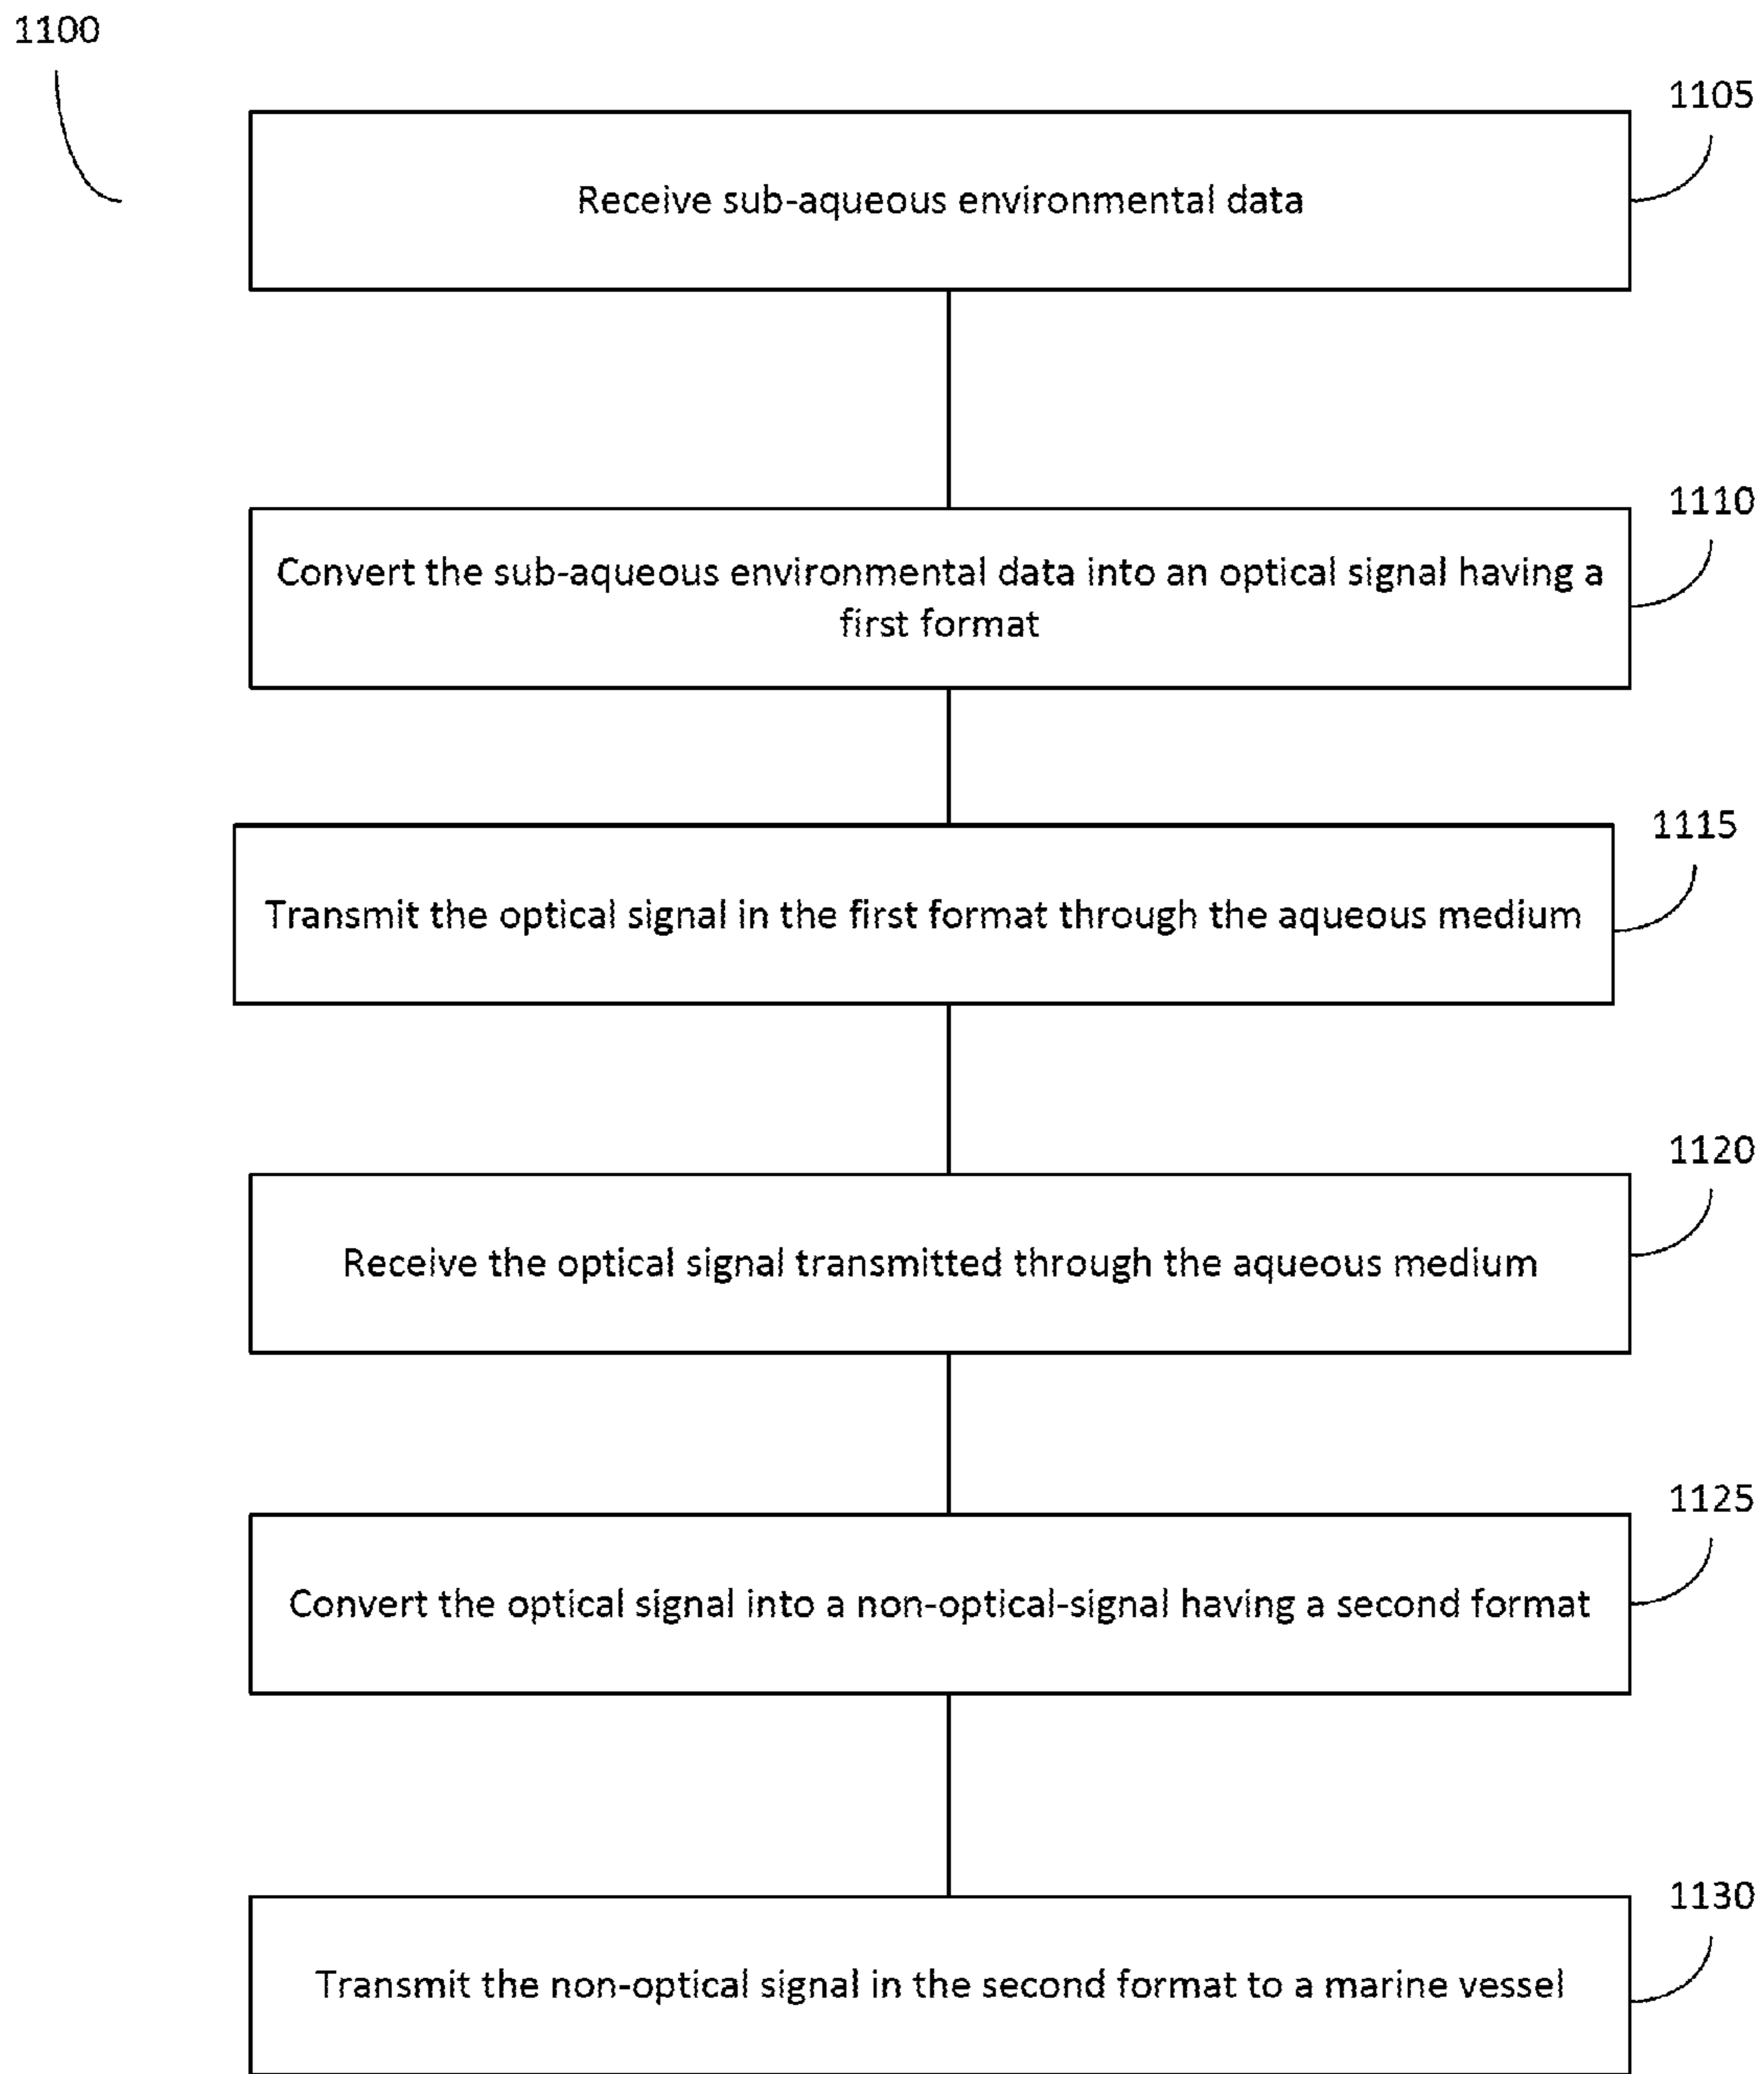 1100
1105
Receive sub-aqueous environmental data
1110
Convert the sub-aqueous environmental data into an optical signal having a
first format
1115
Transmit the optical signal in the first format through the aqueous medium
1120
Receive the optical signal transmitted through the aqueous medium
1125
Convert the optical signal into a non-optical-signal having a second format
1130
Transmit the non-optical signal in the second format to a marine vessel